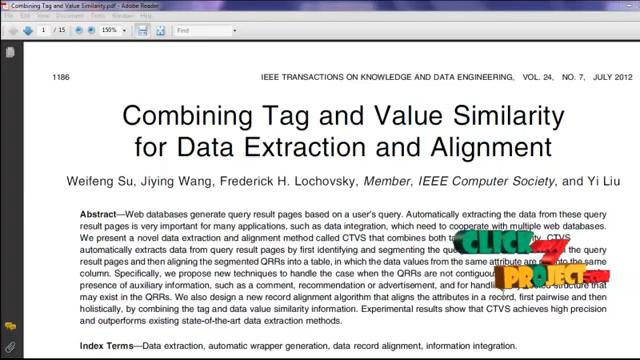 Combining Tag and Value Similarity.pdf - Adobe Reader
File Edit View Document Tools Window Help
1 / 15 150% Find
1186 IEEE TRANSACTIONS ON KNOWLEDGE AND DATA ENGINEERING, VOL. 24, NO. 7, JULY 2012
Combining Tag and Value Similarity
for Data Extraction and Alignment
Weifeng Su, Jiying Wang, Frederick H. Lochovsky, Member, IEEE Computer Society, and Yi Liu
Abstract—Web databases generate query result pages based on a user's query. Automatically extracting the data from these query
result pages is very important for many applications, such as data integration, which need to cooperate with multiple web databases.
We present a novel data extraction and alignment method called CTVS that combines both CTVS
automatically extracts data from query result pages by first identifying and segmenting the the query
result pages and then aligning the segmented QRRs into a table, in which the data values from the same attribute are the same
column. Specifically, we propose new techniques to handle the case when the QRRs are not
presence of auxiliary information, such as a comment, recommendation or advertisement, and for that
may exist in the QRRs. We also design a new record alignment algorithm that aligns the attributes in a record, first pairwise and then
holistically, by combining the tag and data value similarity information. Experimental results show that CTVS achieves high precision
and outperforms existing state-of-the-art data extraction methods.
Index Terms—Data extraction, automatic wrapper generation, data record alignment, information integration.
CLICK
PROJECT